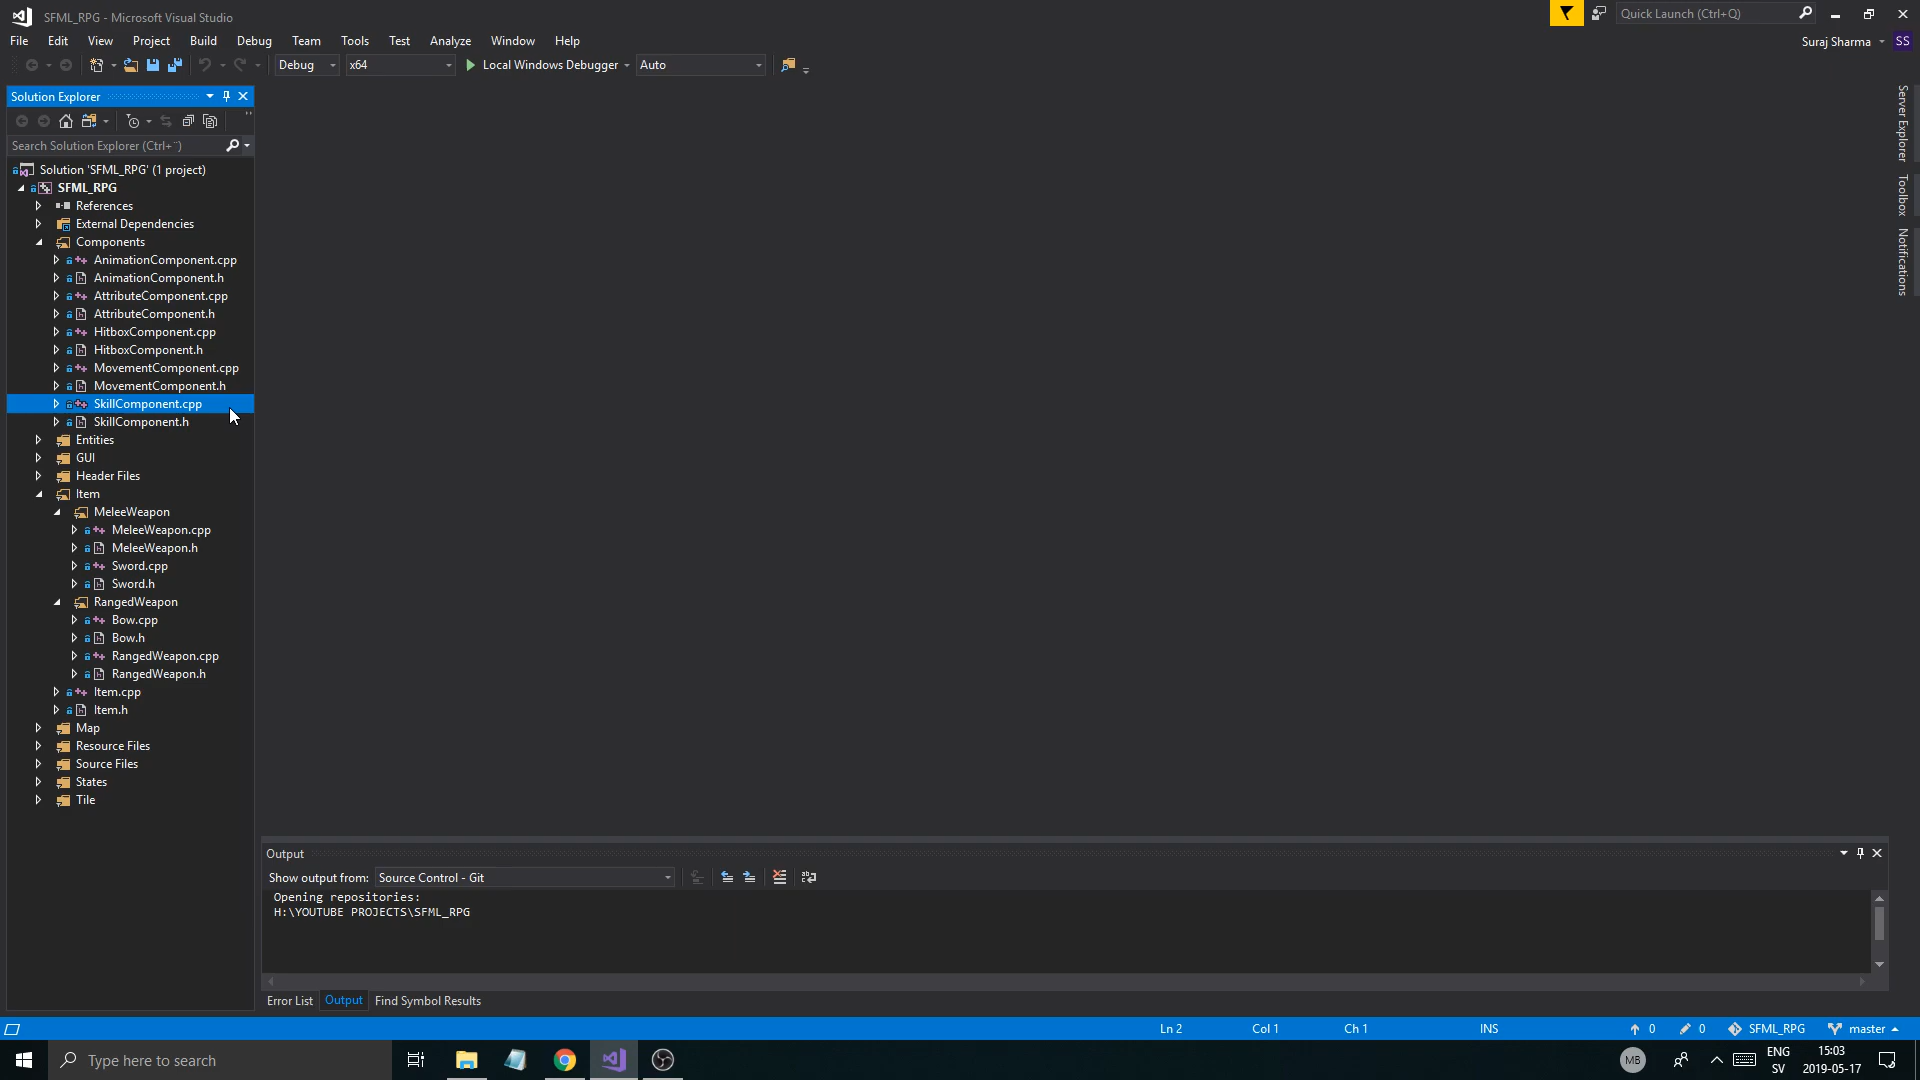 SFML_RPG - Microsoft Visual Studio
Quick Launch (Ctrl+Q)
File Edit View Project Build Debug Team Tools Test Analyze Window Help
Suraj Sharma SS
Debug x64 Local Windows Debugger Auto
Solution Explorer
Search Solution Explorer (Ctrl+¨)
Solution 'SFML_RPG' (1 project)
SFML_RPG
References
External Dependencies
Components
AnimationComponent.cpp
AnimationComponent.h
AttributeComponent.cpp
AttributeComponent.h
HitboxComponent.cpp
HitboxComponent.h
MovementComponent.cpp
MovementComponent.h
SkillComponent.cpp
SkillComponent.h
Entities
GUI
Header Files
Item
MeleeWeapon
MeleeWeapon.cpp
MeleeWeapon.h
Sword.cpp
Sword.h
RangedWeapon
Bow.cpp
Bow.h
RangedWeapon.cpp
RangedWeapon.h
Item.cpp
Item.h
Map
Resource Files
Source Files
States
Tile
Server Explorer
Toolbox
Notifications
Output
Show output from: Source Control - Git
Opening repositories:
H:\YOUTUBE PROJECTS\SFML_RPG
Error List Output Find Symbol Results
Ln 2 Col 1 Ch 1 INS 0 0 SFML_RPG master
Type here to search
MB
ENG
SV
15:03
2019-05-17